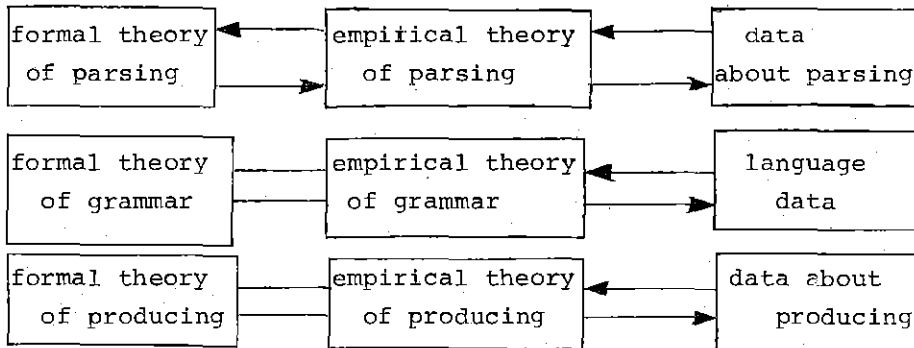 formal theory
of parsing
empirical theory
of parsing
data
about parsing
formal theory
of grammar
empirical theory
of grammar
language
data
formal theory
of producing
empirical theory
of producing
data about
producing